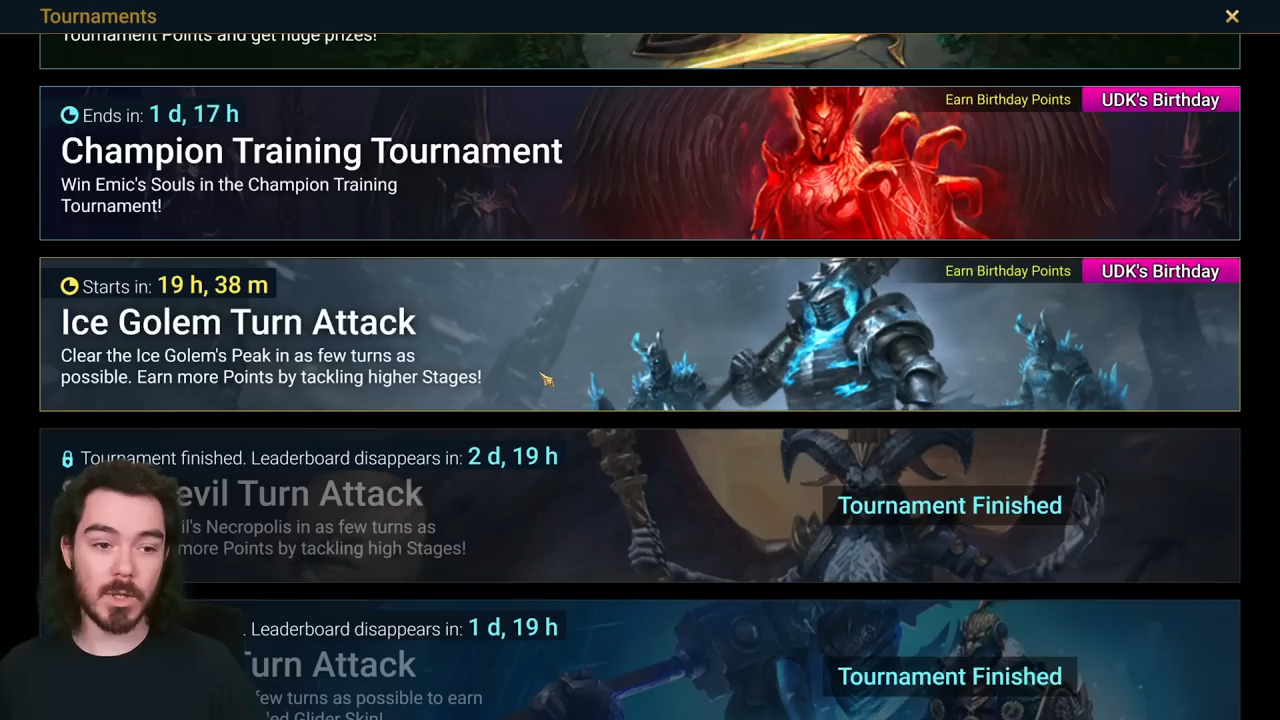 Tournaments
Tournament Points and get huge prizes!
Ends in: 1 d, 17 h
Earn Birthday Points
UDK's Birthday
Champion Training Tournament
Win Emic's Souls in the Champion Training
Tournament!
Starts in: 19 h, 38 m
Earn Birthday Points
UDK's Birthday
Ice Golem Turn Attack
Clear the Ice Golem's Peak in as few turns as
possible. Earn more Points by tackling higher Stages!
Tournament finished. Leaderboard disappears in: 2 d, 19 h
evil Turn Attack
il's Necropolis in as few turns as
more Points by tackling high Stages!
Tournament Finished
. Leaderboard disappears in: 1 d, 19 h
Turn Attack
few turns as possible to earn
Glider Skin!
Tournament Finished